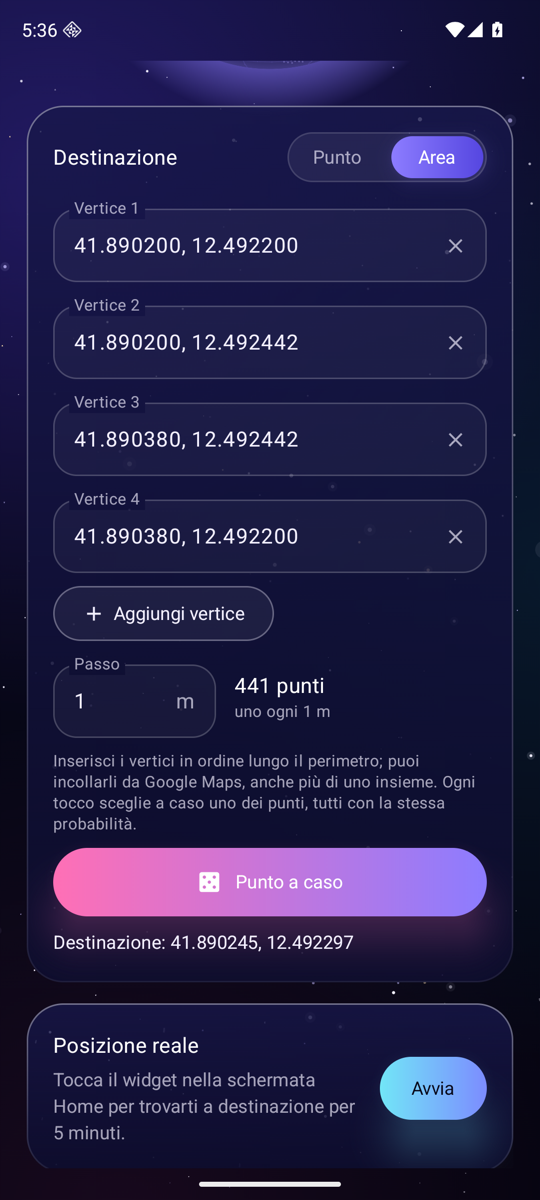 5:36
Destinazione
Punto
Area
Vertice 1
41.890200, 12.492200
Vertice 2
41.890200, 12.492442
Vertice 3
41.890380, 12.492442
Vertice 4
41.890380, 12.492200
+ Aggiungi vertice
Passo
1 m
441 punti
uno ogni 1 m
Inserisci i vertici in ordine lungo il perimetro; puoi
incollarli da Google Maps, anche più di uno insieme. Ogni
tocco sceglie a caso uno dei punti, tutti con la stessa
probabilità.
Punto a caso
Destinazione: 41.890245, 12.492297
Posizione reale
Tocca il widget nella schermata
Home per trovarti a destinazione per
5 minuti.
Avvia